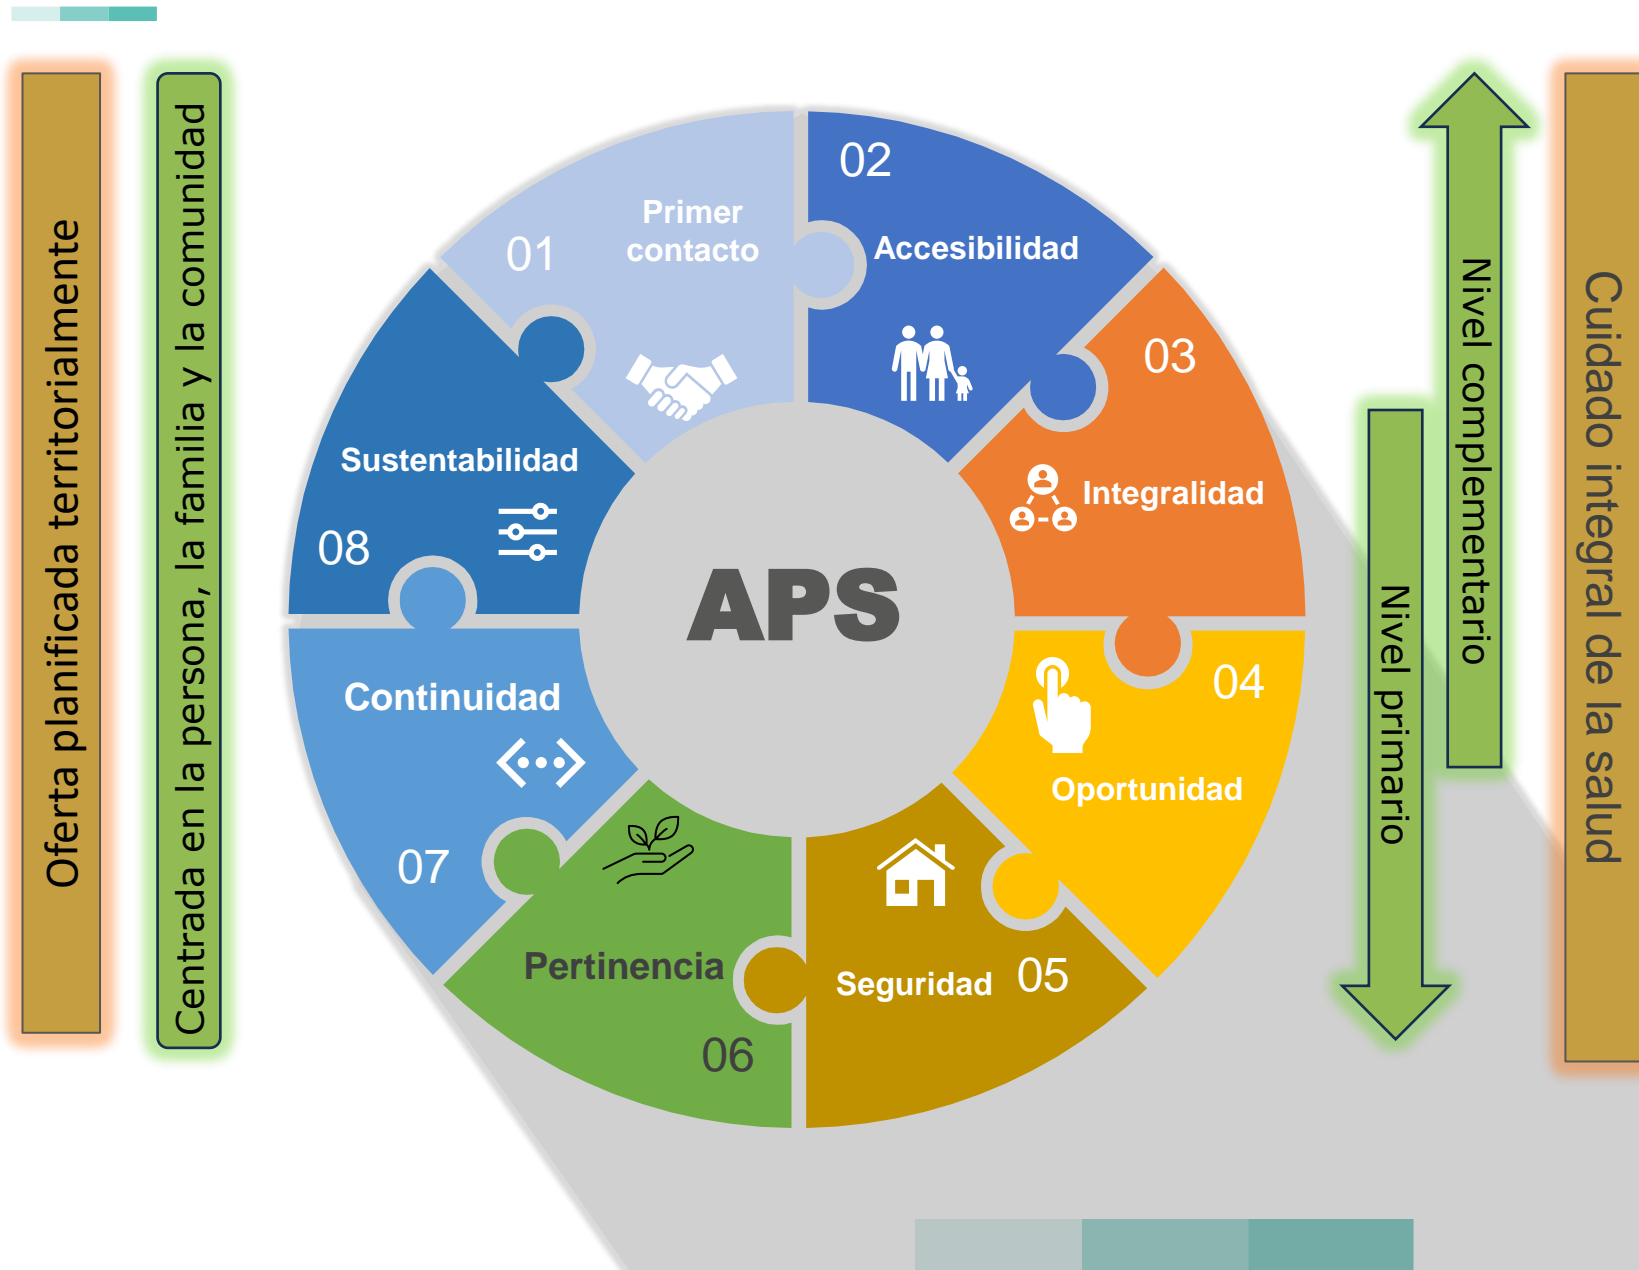 Oferta planificada territorialmente
Centrada en la persona, la familia y la comunidad
01
Primer
contacto
02
Accesibilidad
03
Integralidad
04
Oportunidad
Seguridad
05
Pertinencia
06
Continuidad
07
Sustentabilidad
08
APS
Nivel primario
Nivel complementario
Cuidado integral de la salud